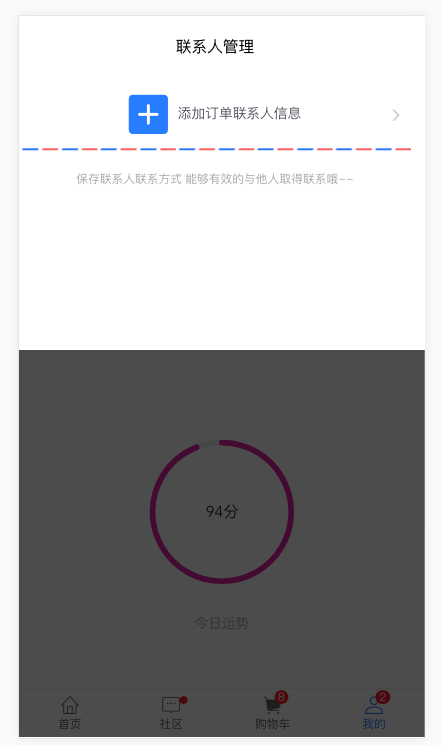 联系人管理
添加订单联系人信息
保存联系人联系方式 能够有效的与他人取得联系哦~~
94分
今日运势
8
2
首页
社区
购物车
我的